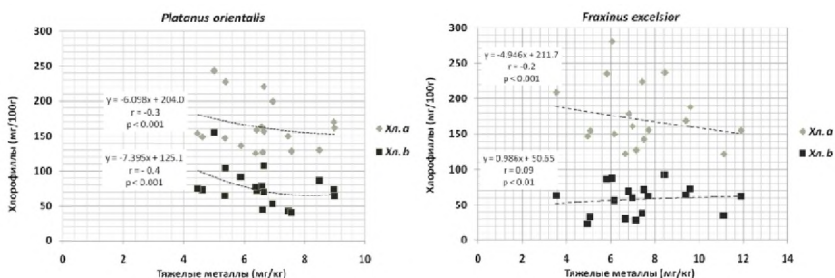 Platanus orientalis
Хлорофиллы (мг/100г)
300
250
200
150
100
50
0
y = -6.098x + 204.0
r = -0.3
p < 0.001
y = -7.395x + 125.1
r = - 0.4
p < 0.001
Хл. a
Хл. b
0 2 4 6 8 10
Тяжелые металлы (мг/кг)
Fraxinus excelsior
Хлорофиллы (мг/100г)
300
250
200
150
100
50
0
y = -4.946x + 211.7
r = -0.2
p < 0.001
y = 0.986x + 50.55
r = 0.09
p < 0.01
Хл. a
Хл. b
0 2 4 6 8 10 12 14
Тяжелые металлы (мг/кг)